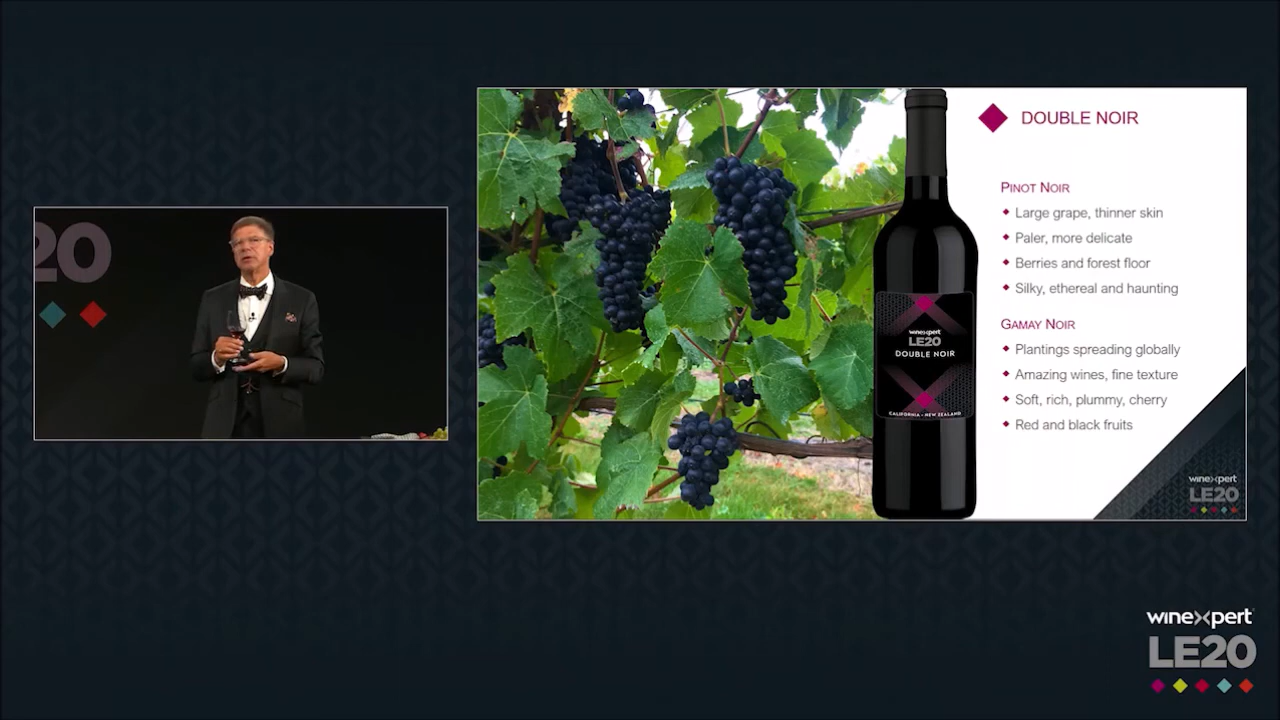 20
DOUBLE NOIR
PINOT NOIR
Large grape, thinner skin
Paler, more delicate
Berries and forest floor
Silky, ethereal and haunting
GAMAY NOIR
Plantings spreading globally
Amazing wines, fine texture
Soft, rich, plummy, cherry
Red and black fruits
winexpert
LE20
DOUBLE NOIR
CALIFORNIA • NEW ZEALAND
winexpert
LE20
winexpert
LE20